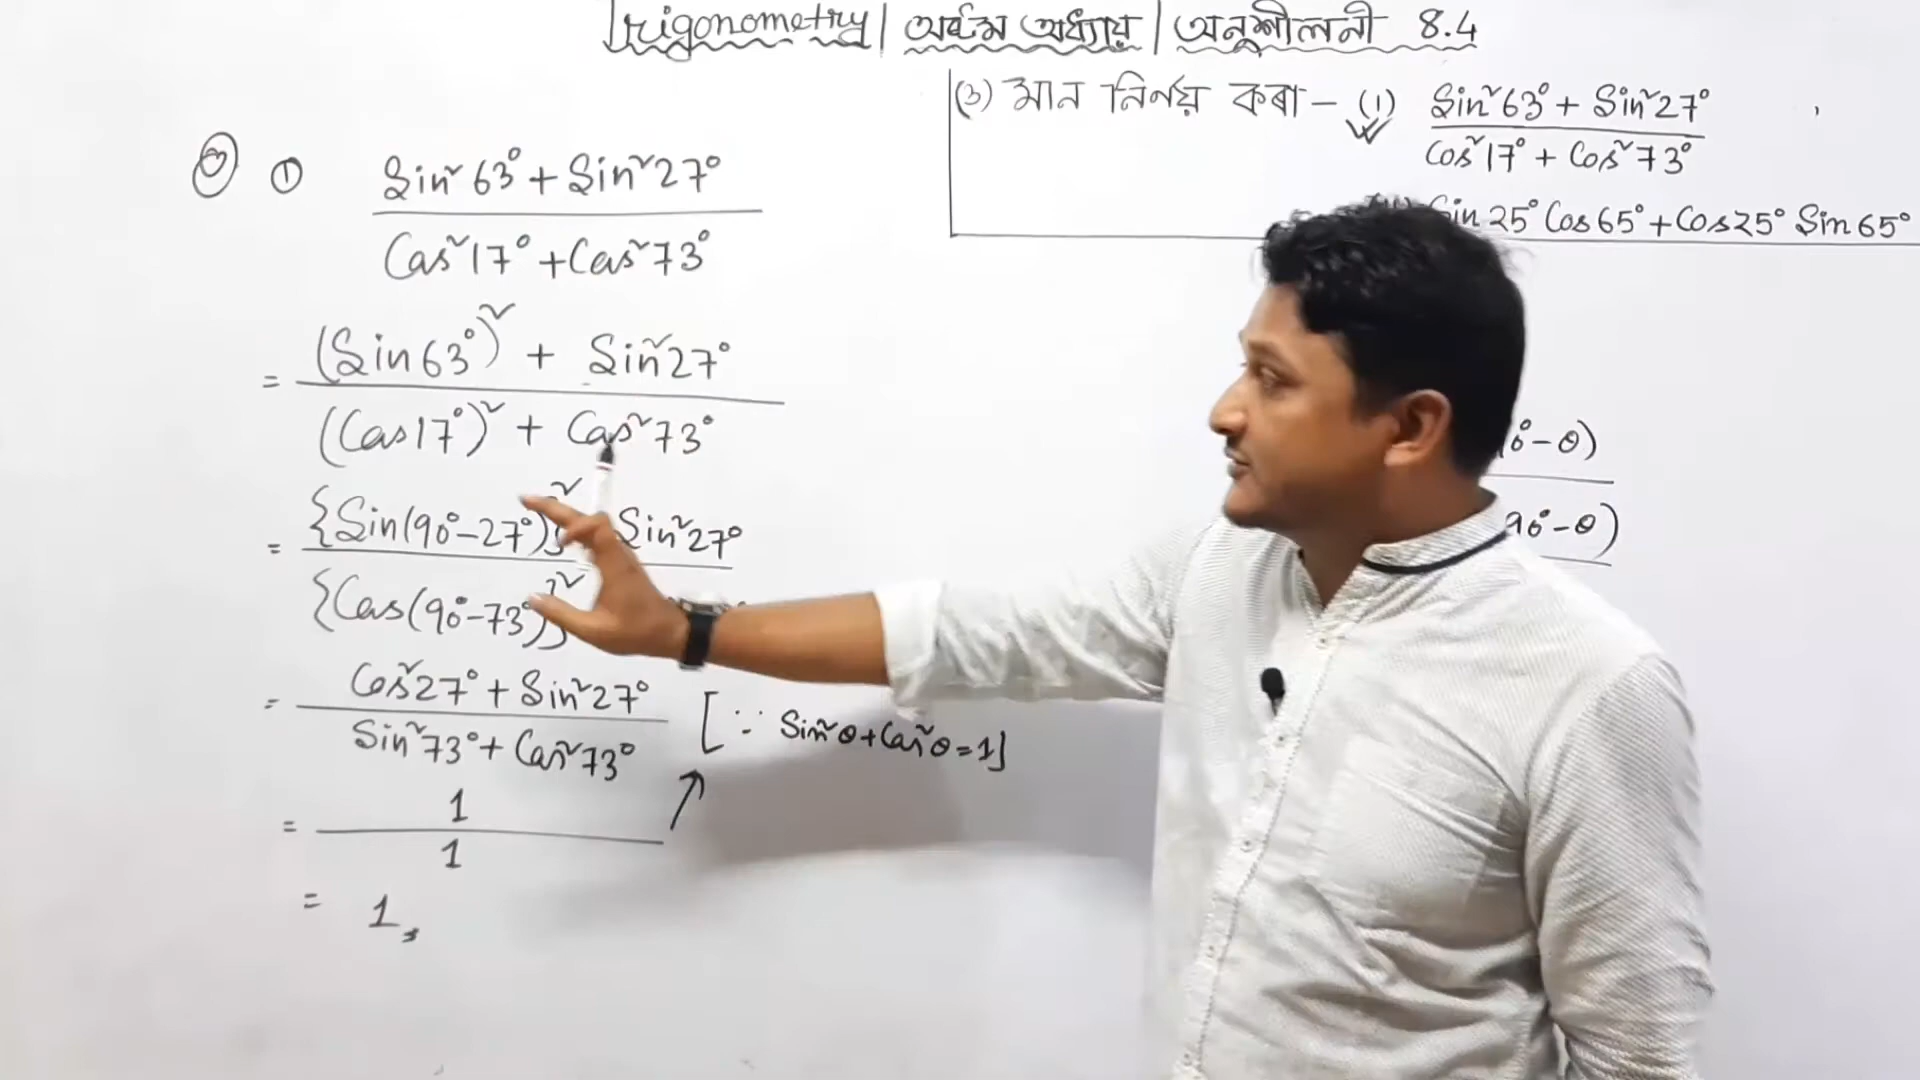 Trigonometry | অষ্টম অধ্যায় | অনুশীলনী 8.4
(৩) মান নিৰ্ণয় কৰা – (i) Sin²63° + Sin²27°
Cos²17° + Cos²73°
Sin 25° Cos 65° + Cos 25° Sin 65°
৩ ① Sin²63° + Sin²27°
Cos²17° + Cos²73°
= (Sin 63°)² + Sin²27°
(Cos 17°)² + Cos²73°
= {Sin(90°–27°)}² Sin²27°
{Cos(90°–73°)}²
= Cos²27° + Sin²27°
Sin²73° + Cos²73°
[∵ Sin²θ + Cos²θ = 1]
= 1
1
= 1,
– θ)
90° – θ)